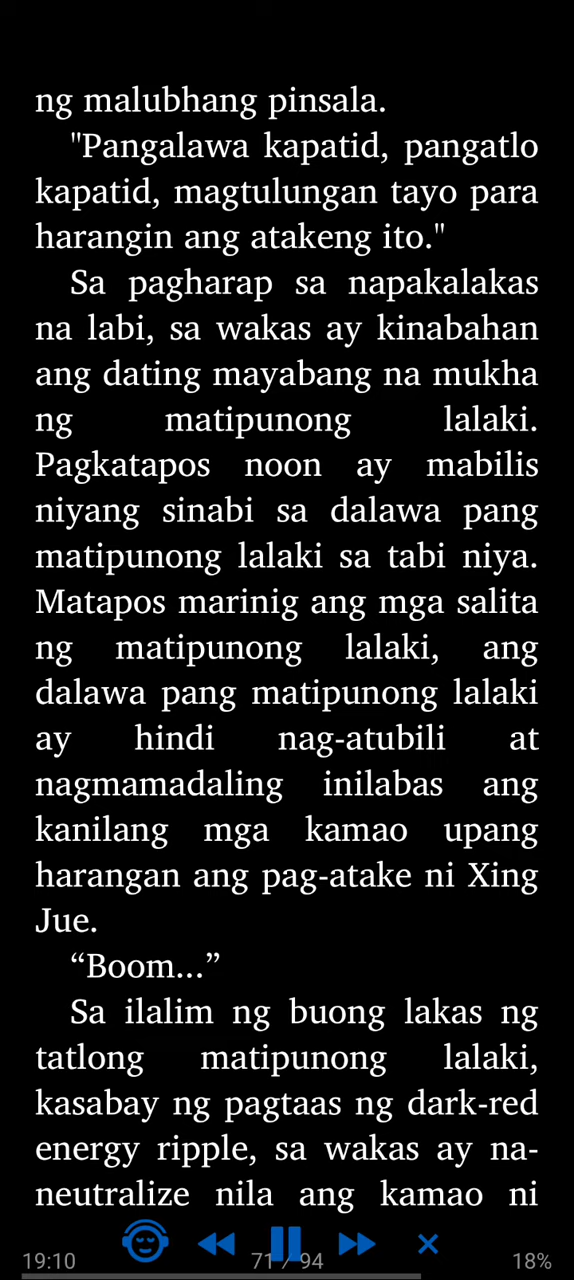 ng malubhang pinsala.
"Pangalawa kapatid, pangatlo
kapatid, magtulungan tayo para
harangin ang atakeng ito."
Sa pagharap sa napakalakas
na labi, sa wakas ay kinabahan
ang dating mayabang na mukha
ng matipunong lalaki.
Pagkatapos noon ay mabilis
niyang sinabi sa dalawa pang
matipunong lalaki sa tabi niya.
Matapos marinig ang mga salita
ng matipunong lalaki, ang
dalawa pang matipunong lalaki
ay hindi nag-atubili at
nagmamadaling inilabas ang
kanilang mga kamao upang
harangan ang pag-atake ni Xing
Jue.
“Boom...”
Sa ilalim ng buong lakas ng
tatlong matipunong lalaki,
kasabay ng pagtaas ng dark-red
energy ripple, sa wakas ay na-
neutralize nila ang kamao ni
19:10 71 / 94 18%